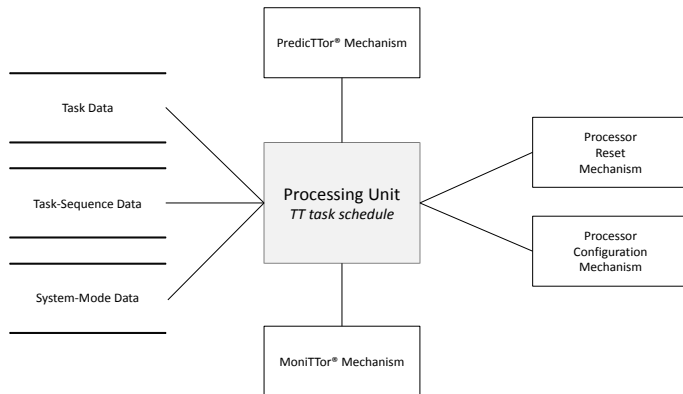 PredicTTor® Mechanism
Task Data
Task-Sequence Data
System-Mode Data
Processing Unit
TT task schedule
Processor
Reset
Mechanism
Processor
Configuration
Mechanism
MoniTTor® Mechanism